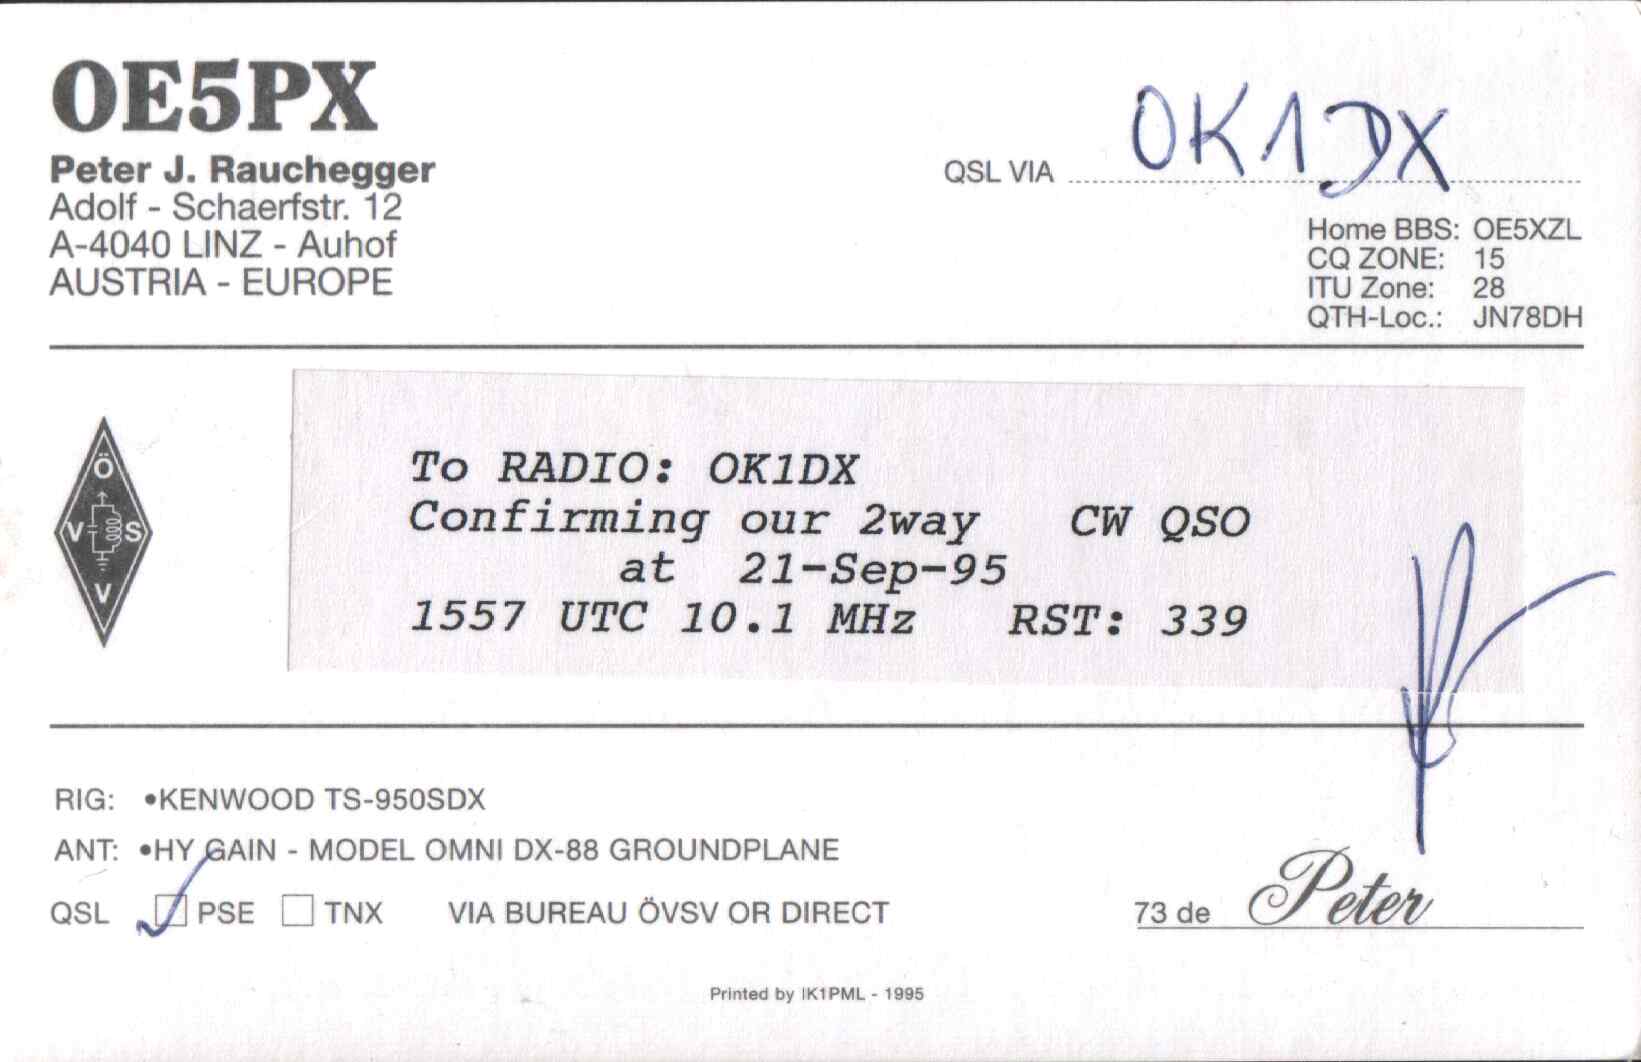 OE5PX
Peter J. Rauchegger
Adolf - Schaerfstr. 12
A-4040 LINZ - Auhof
AUSTRIA - EUROPE
QSL VIA OK1DX
Home BBS: OE5XZL
CQ ZONE: 15
ITU Zone: 28
QTH-Loc.: JN78DH
Ö
V S
V
To RADIO: OK1DX
Confirming our 2way CW QSO
at 21-Sep-95
1557 UTC 10.1 MHz RST: 339
RIG: •KENWOOD TS-950SDX
ANT: •HY GAIN - MODEL OMNI DX-88 GROUNDPLANE
QSL PSE TNX VIA BUREAU ÖVSV OR DIRECT
73 de Peter
Printed by IK1PML - 1995